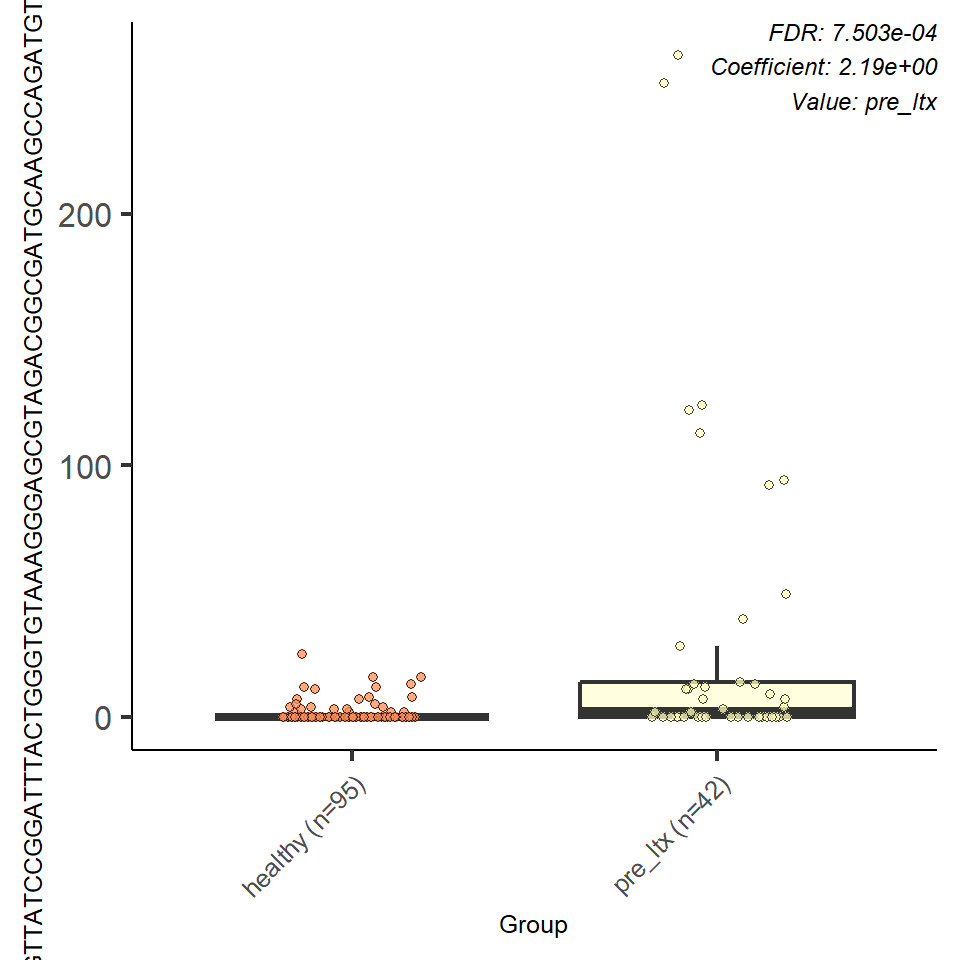 GTTATCCGGATTTACTGGGTGTAAAGGGAGCGTAGACGGCGATGCAAGCCAGATGT
FDR: 7.503e-04
Coefficient: 2.19e+00
Value: pre_ltx
200
100
0
healthy (n=95)
pre_ltx (n=42)
Group